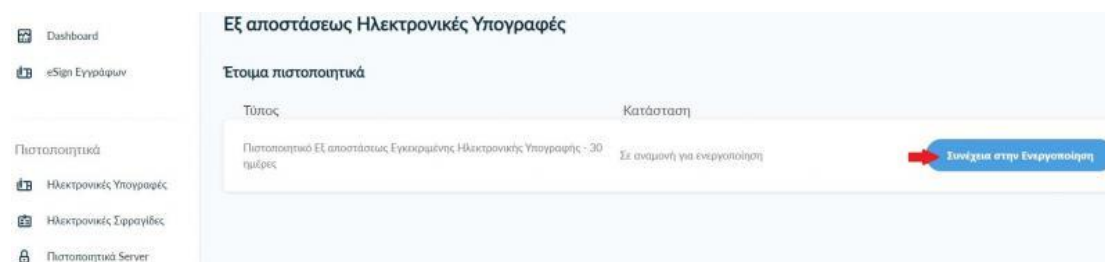 Dashboard
eSign Εγγράφων
Πιστοποιητικά
Ηλεκτρονικές Υπογραφές
Ηλεκτρονικές Σφραγίδες
Πιστοποιητικά Server
Εξ αποστάσεως Ηλεκτρονικές Υπογραφές
Έτοιμα πιστοποιητικά
Τύπος Κατάσταση
Πιστοποιητικό Εξ αποστάσεως Εγκεκριμένης Ηλεκτρονικής Υπογραφής - 30
ημέρες
Σε αναμονή για ενεργοποίηση
Συνέχεια στην Ενεργοποίηση